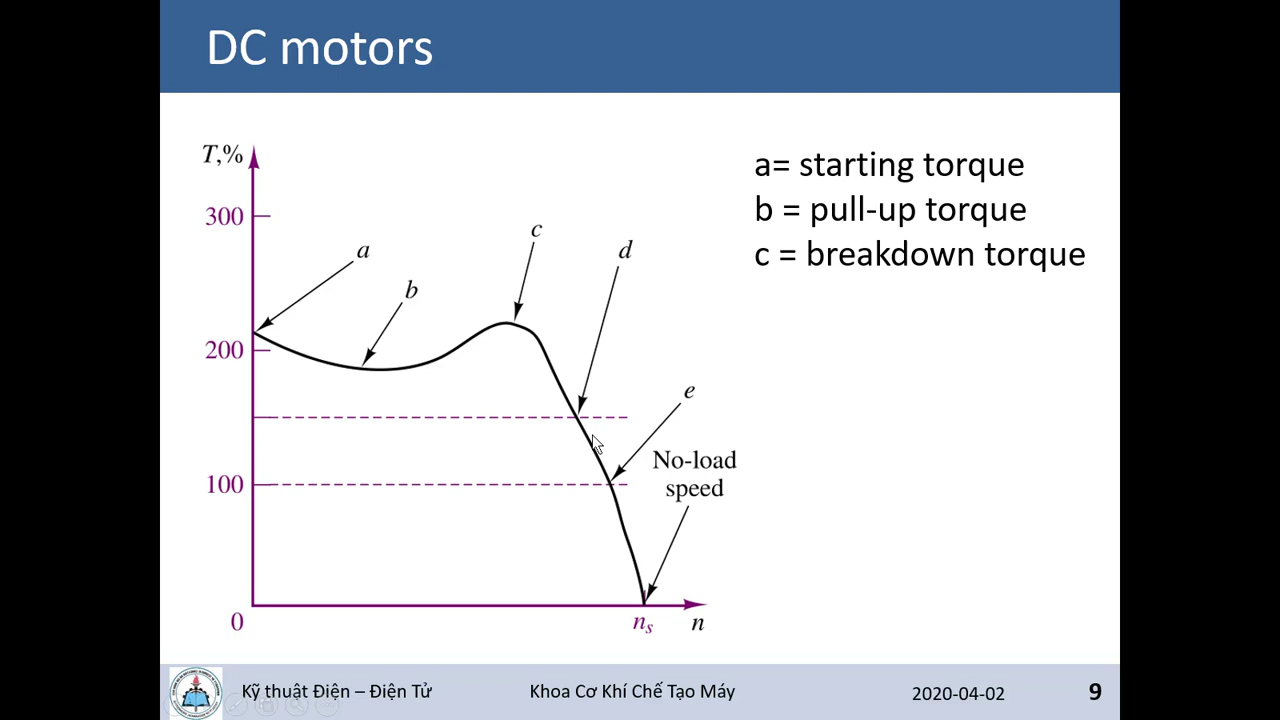 DC motors
T,%
300
200
100
0
a
b
c
d
e
No-load
speed
ns
n
a= starting torque
b = pull-up torque
c = breakdown torque
Kỹ thuật Điện – Điện Tử
Khoa Cơ Khí Chế Tạo Máy
2020-04-02
9